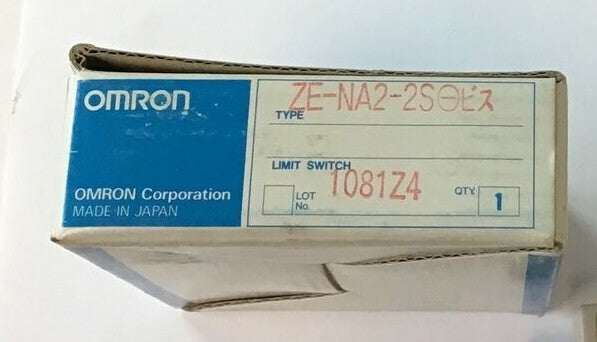 OMRON
ZE-NA2-2S⊖ビス
TYPE
LIMIT SWITCH
LOT No. 1081Z4
QTY. 1
OMRON Corporation
MADE IN JAPAN